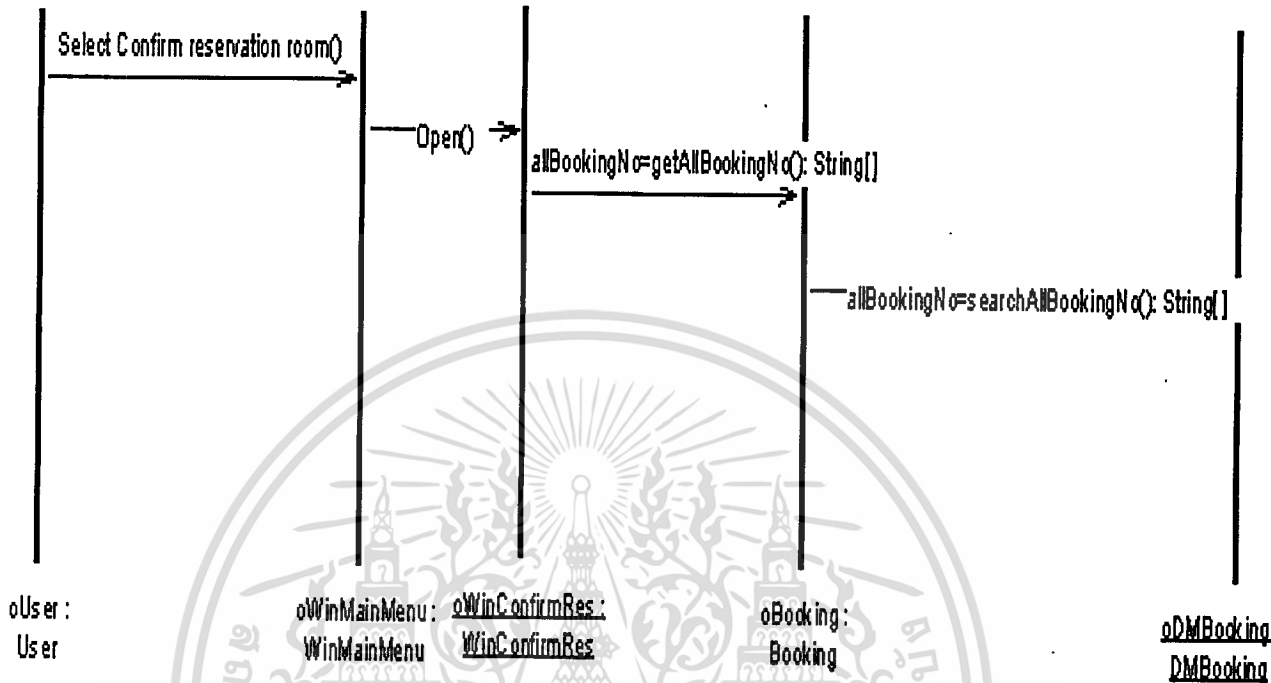 Select Confirm reservation room()
Open()
allBookingNo=getAllBookingNo(): String[]
allBookingNo=searchAllBookingNo(): String[]
oUser :
User
oWinMainMenu :
WinMainMenu
oWinConfirmRes :
WinConfirmRes
oBooking :
Booking
oDMBooking
DMBooking